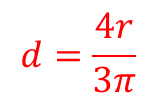 d = 4r / 3π